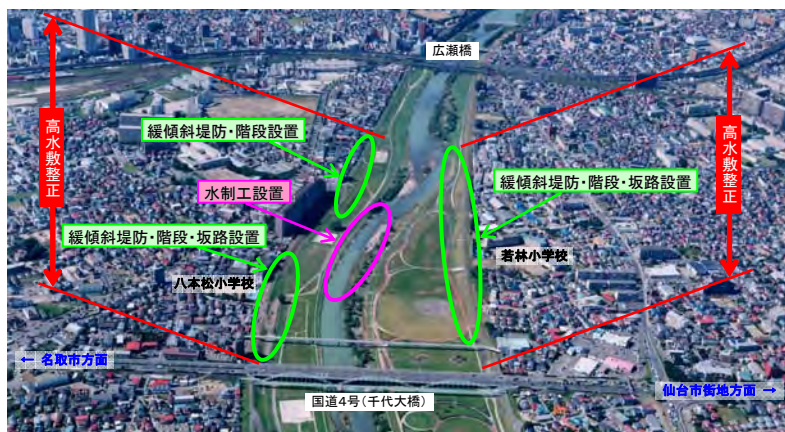 広瀬橋
高水敷整正
緩傾斜堤防・階段設置
高水敷整正
水制工設置
緩傾斜堤防・階段・坂路設置
緩傾斜堤防・階段・坂路設置
若林小学校
八本松小学校
← 名取市方面
国道4号(千代大橋)
仙台市街地方面 →